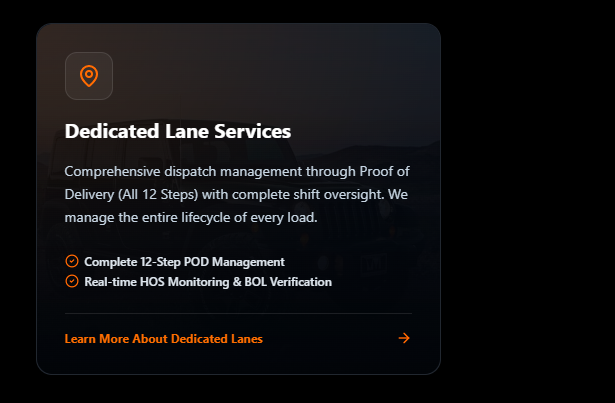 Dedicated Lane Services
Comprehensive dispatch management through Proof of
Delivery (All 12 Steps) with complete shift oversight. We
manage the entire lifecycle of every load.
Complete 12-Step POD Management
Real-time HOS Monitoring & BOL Verification
Learn More About Dedicated Lanes